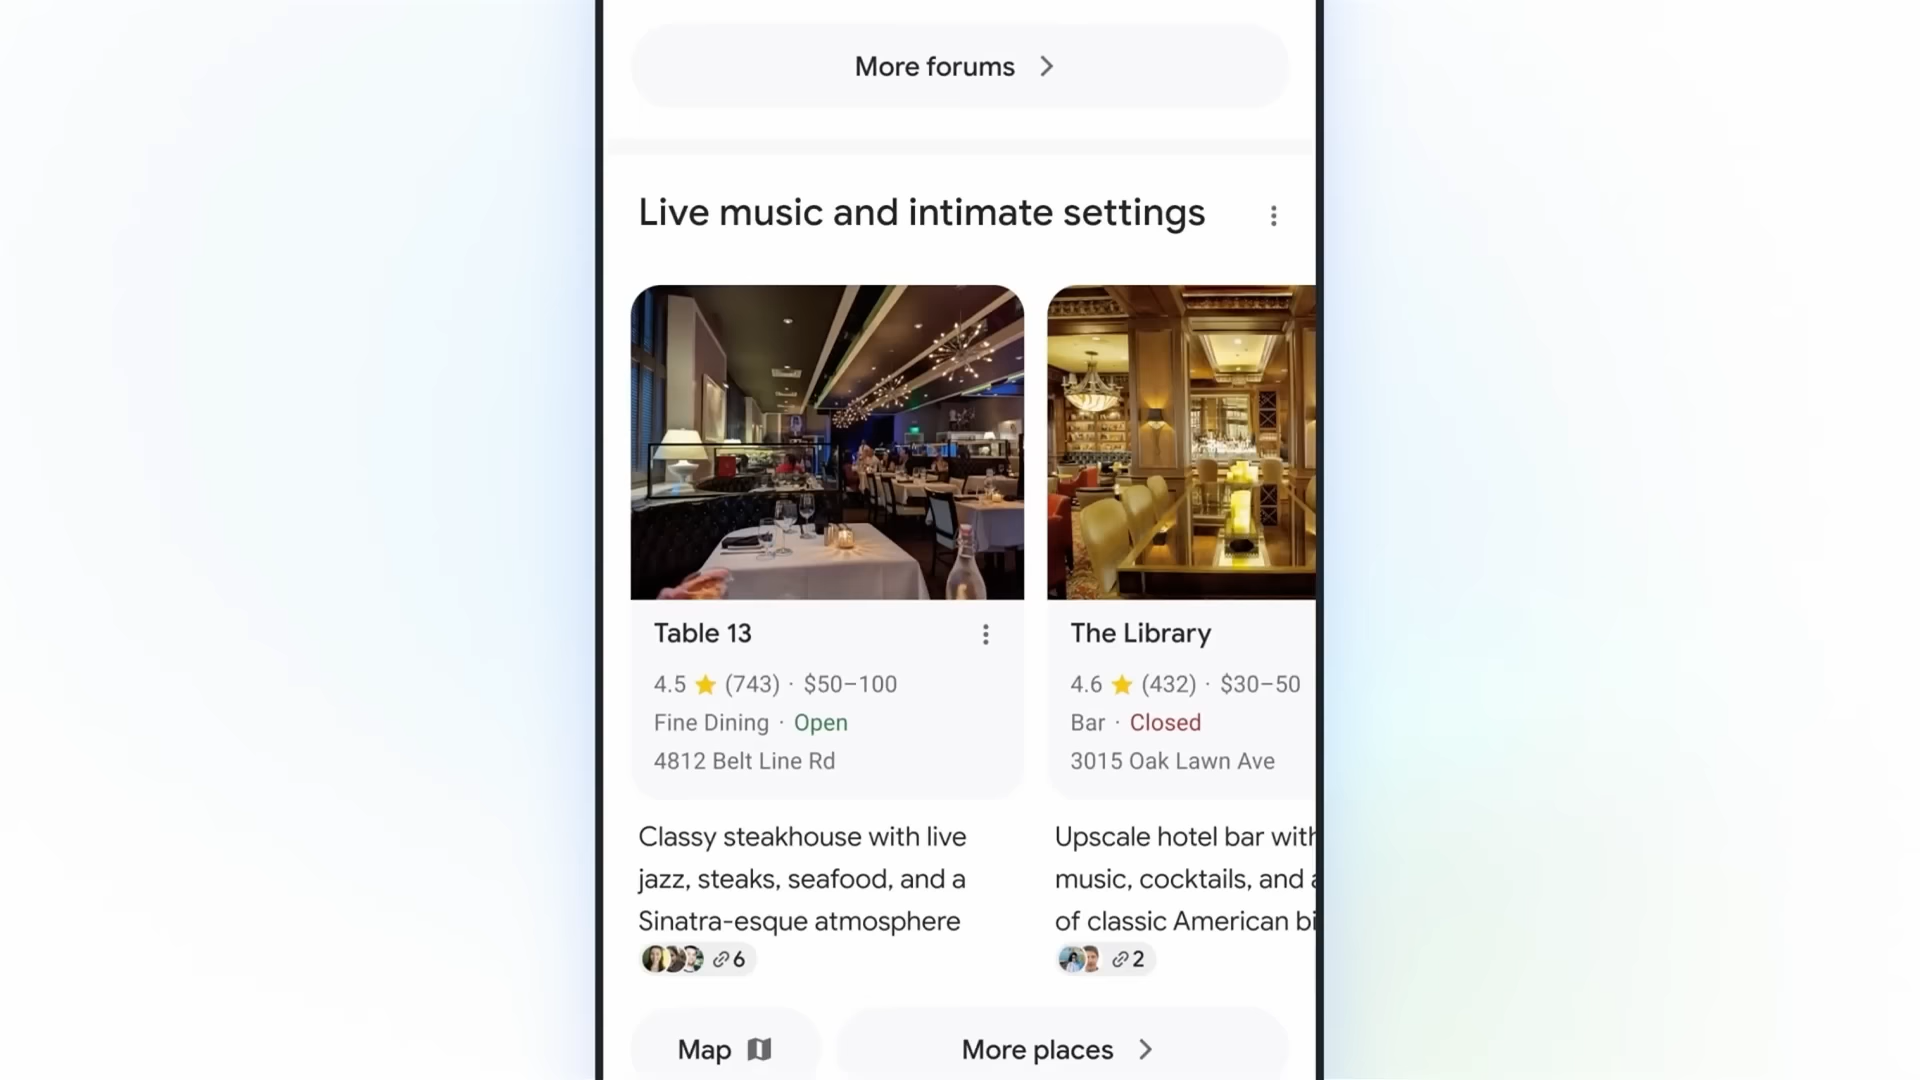 More forums
Live music and intimate settings
Table 13
4.5 (743) · $50–100
Fine Dining · Open
4812 Belt Line Rd
Classy steakhouse with live
jazz, steaks, seafood, and a
Sinatra-esque atmosphere
6
The Library
4.6 (432) · $30–50
Bar · Closed
3015 Oak Lawn Ave
Upscale hotel bar
music, cocktails, and
of classic American
2
Map
More places